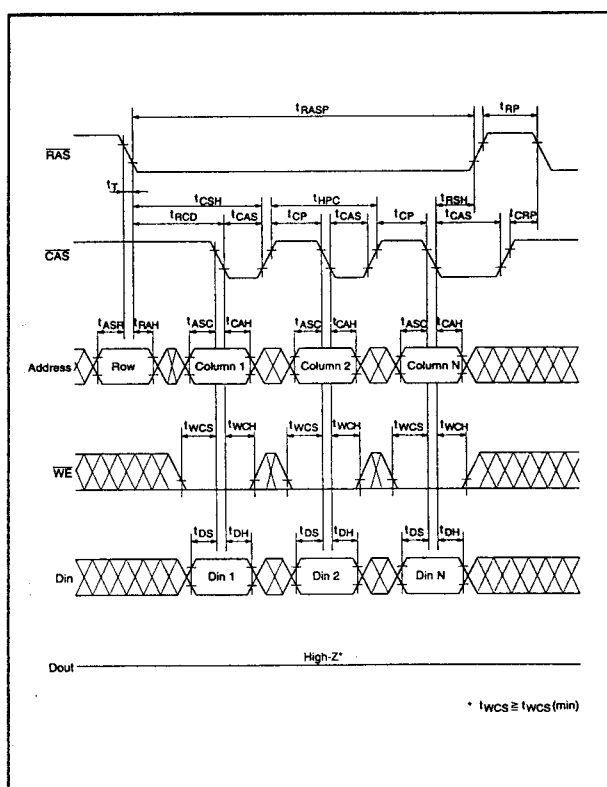 tRASP tRP
RAS
tT
tCSH tHPC tRSH
tRCD tCAS tCP tCAS tCP tCAS tCRP
CAS
tASR tRAH tASC tCAH tASC tCAH tASC tCAH
Address Row Column 1 Column 2 Column N
tWCS tWCH tWCS tWCH tWCS tWCH
WE
tDS tDH tDS tDH tDS tDH
Din Din 1 Din 2 Din N
High-Z*
Dout
* tWCS ≧ tWCS (min)